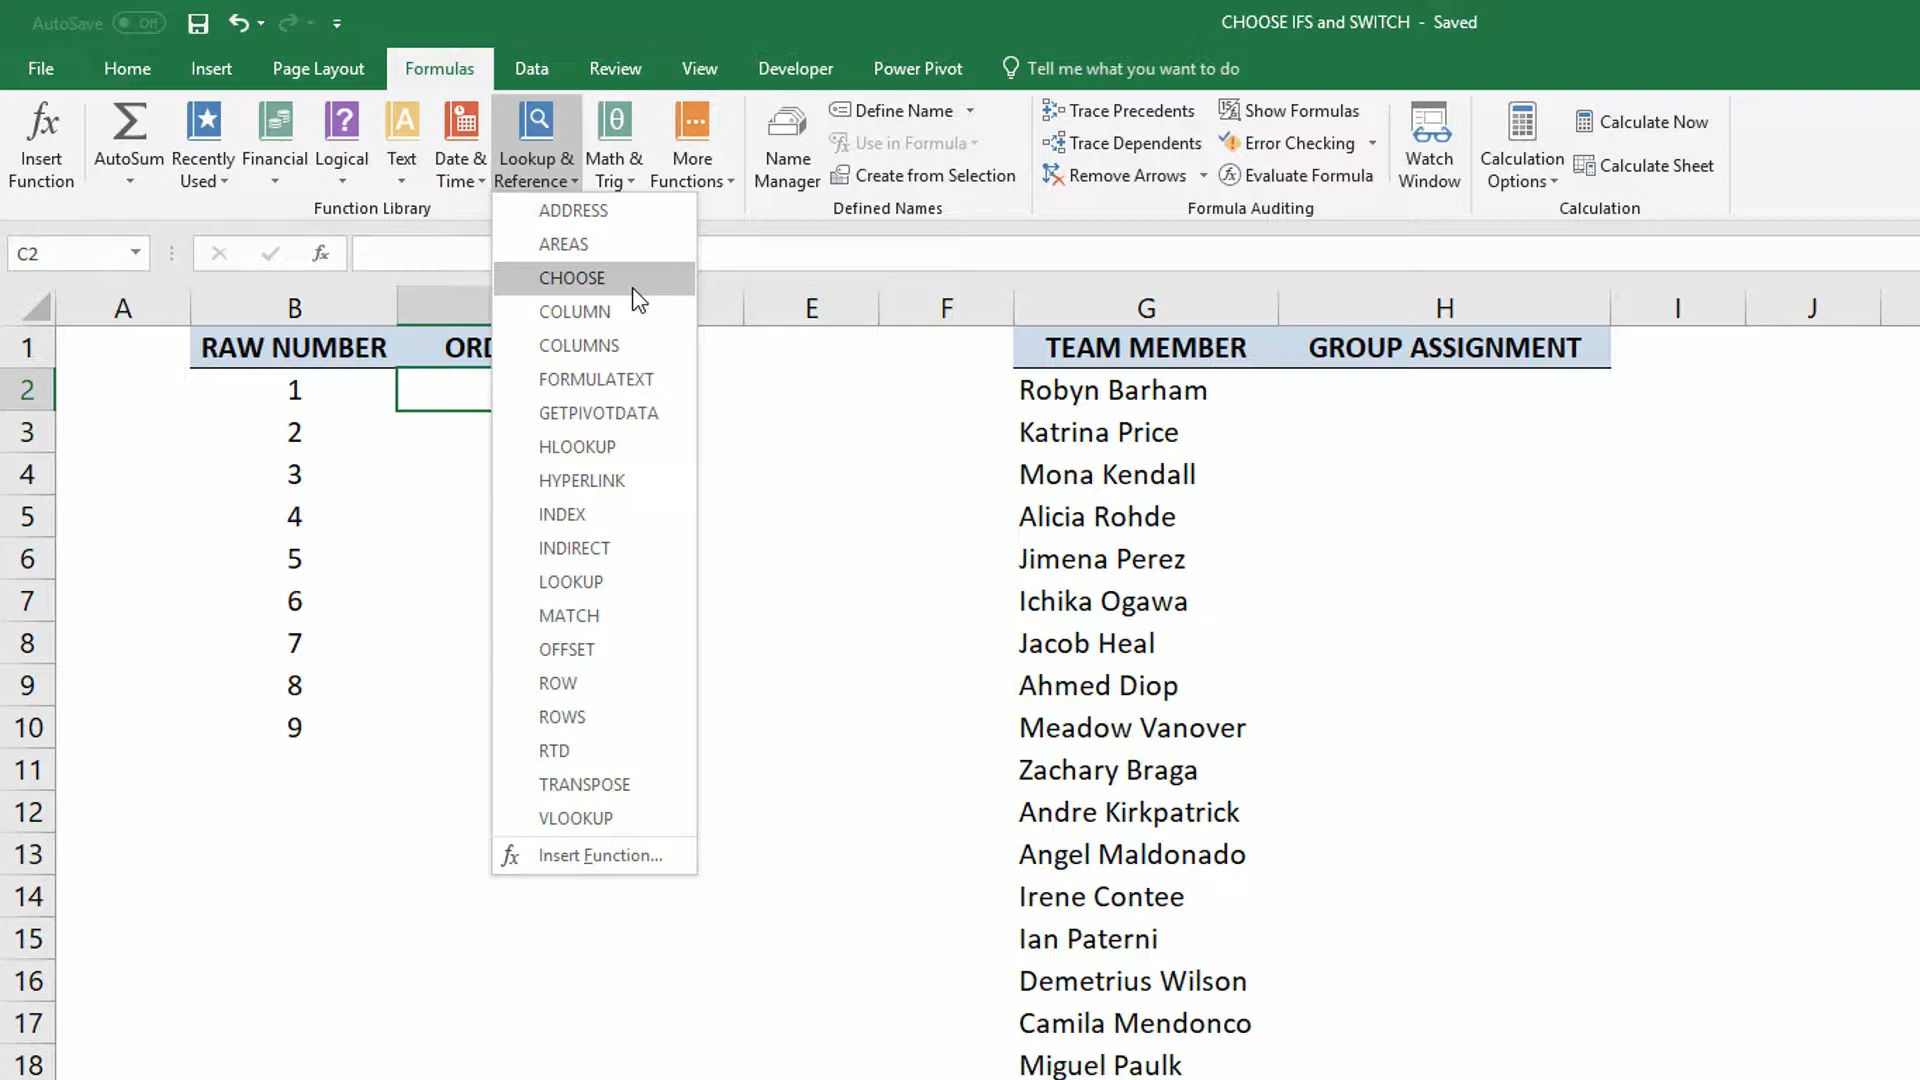 AutoSave Off
CHOOSE IFS and SWITCH - Saved
File Home Insert Page Layout Formulas Data Review View Developer Power Pivot Tell me what you want to do
fx
Insert Function
Σ
AutoSum
Recently Used
Financial
?
Logical
A
Text
Date & Time
Lookup & Reference
θ
Math & Trig
More Functions
Function Library
Name Manager
Define Name
Use in Formula
Create from Selection
Defined Names
Trace Precedents
Trace Dependents
Remove Arrows
Show Formulas
Error Checking
Evaluate Formula
Formula Auditing
Watch Window
Calculation Options
Calculate Now
Calculate Sheet
Calculation
C2
fx
ADDRESS
AREAS
CHOOSE
COLUMN
COLUMNS
FORMULATEXT
GETPIVOTDATA
HLOOKUP
HYPERLINK
INDEX
INDIRECT
LOOKUP
MATCH
OFFSET
ROW
ROWS
RTD
TRANSPOSE
VLOOKUP
fx Insert Function...
A B E F G H I J
1 RAW NUMBER ORD TEAM MEMBER GROUP ASSIGNMENT
2 1 Robyn Barham
3 2 Katrina Price
4 3 Mona Kendall
5 4 Alicia Rohde
6 5 Jimena Perez
7 6 Ichika Ogawa
8 7 Jacob Heal
9 8 Ahmed Diop
10 9 Meadow Vanover
11 Zachary Braga
12 Andre Kirkpatrick
13 Angel Maldonado
14 Irene Contee
15 Ian Paterni
16 Demetrius Wilson
17 Camila Mendonco
18 Miguel Paulk